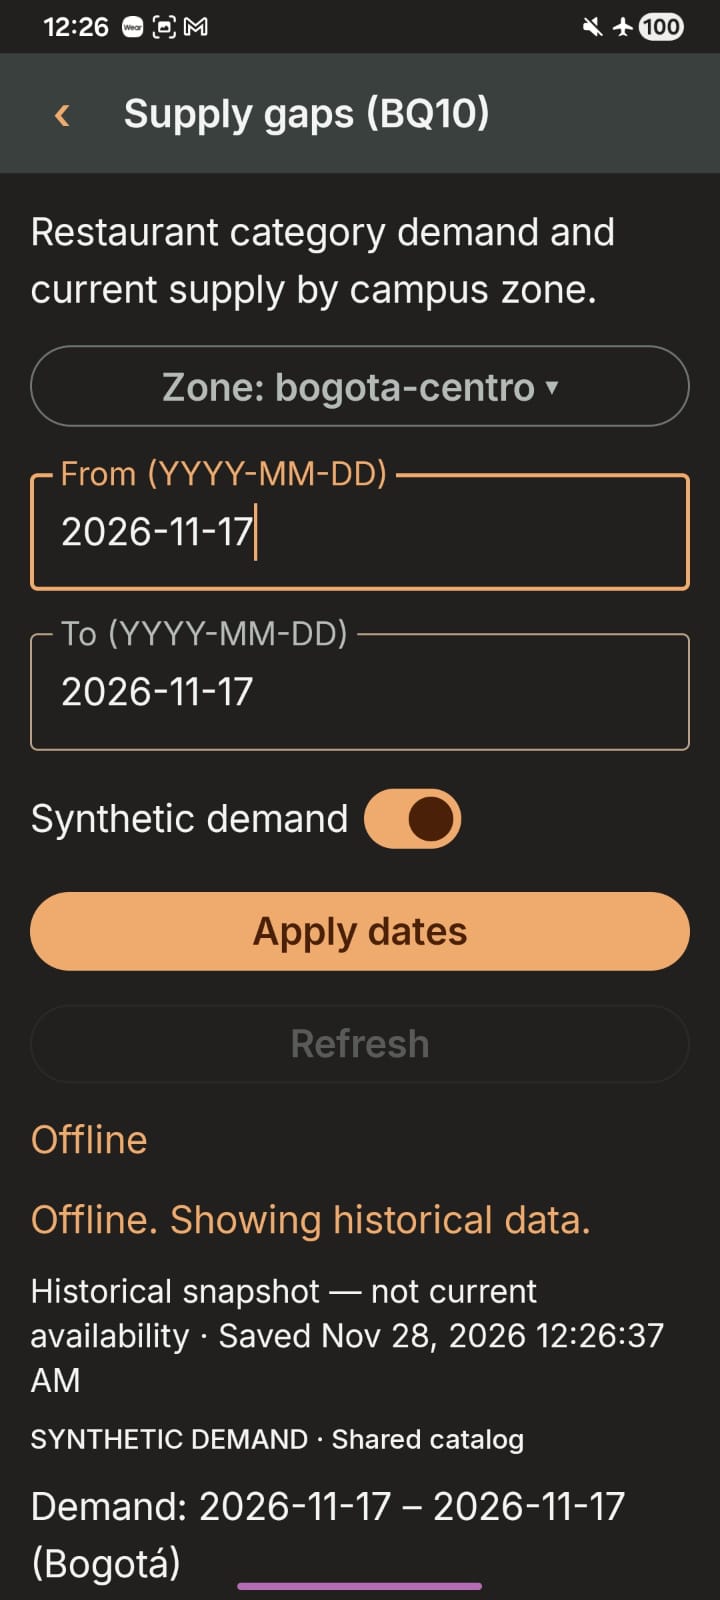 12:26 Wear 100
‹ Supply gaps (BQ10)
Restaurant category demand and
current supply by campus zone.
Zone: bogota-centro ▾
From (YYYY-MM-DD)
2026-11-17
To (YYYY-MM-DD)
2026-11-17
Synthetic demand
Apply dates
Refresh
Offline
Offline. Showing historical data.
Historical snapshot — not current
availability · Saved Nov 28, 2026 12:26:37
AM
SYNTHETIC DEMAND · Shared catalog
Demand: 2026-11-17 – 2026-11-17
(Bogotá)